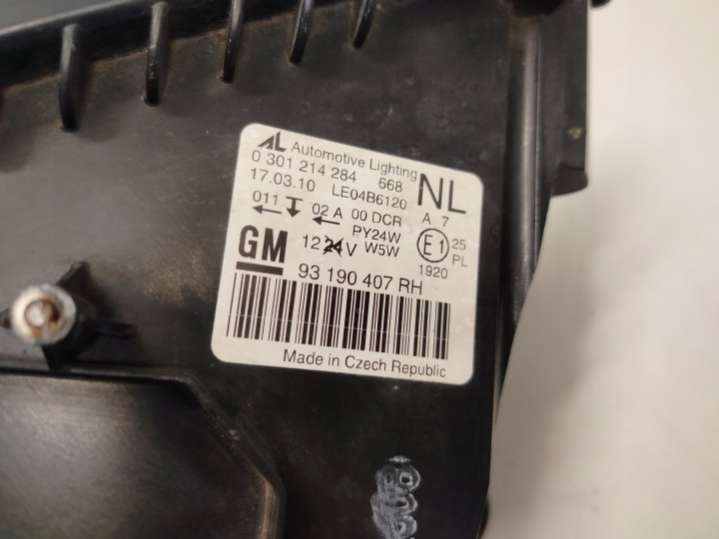 AL Automotive Lighting
0 301 214 284 668
17.03.10 LE04B6120
NL
011 02 A 00 DCR
A 7
PY24W
GM 12 24 V W5W
E1 25
PL
1920
93 190 407 RH
Made in Czech Republic